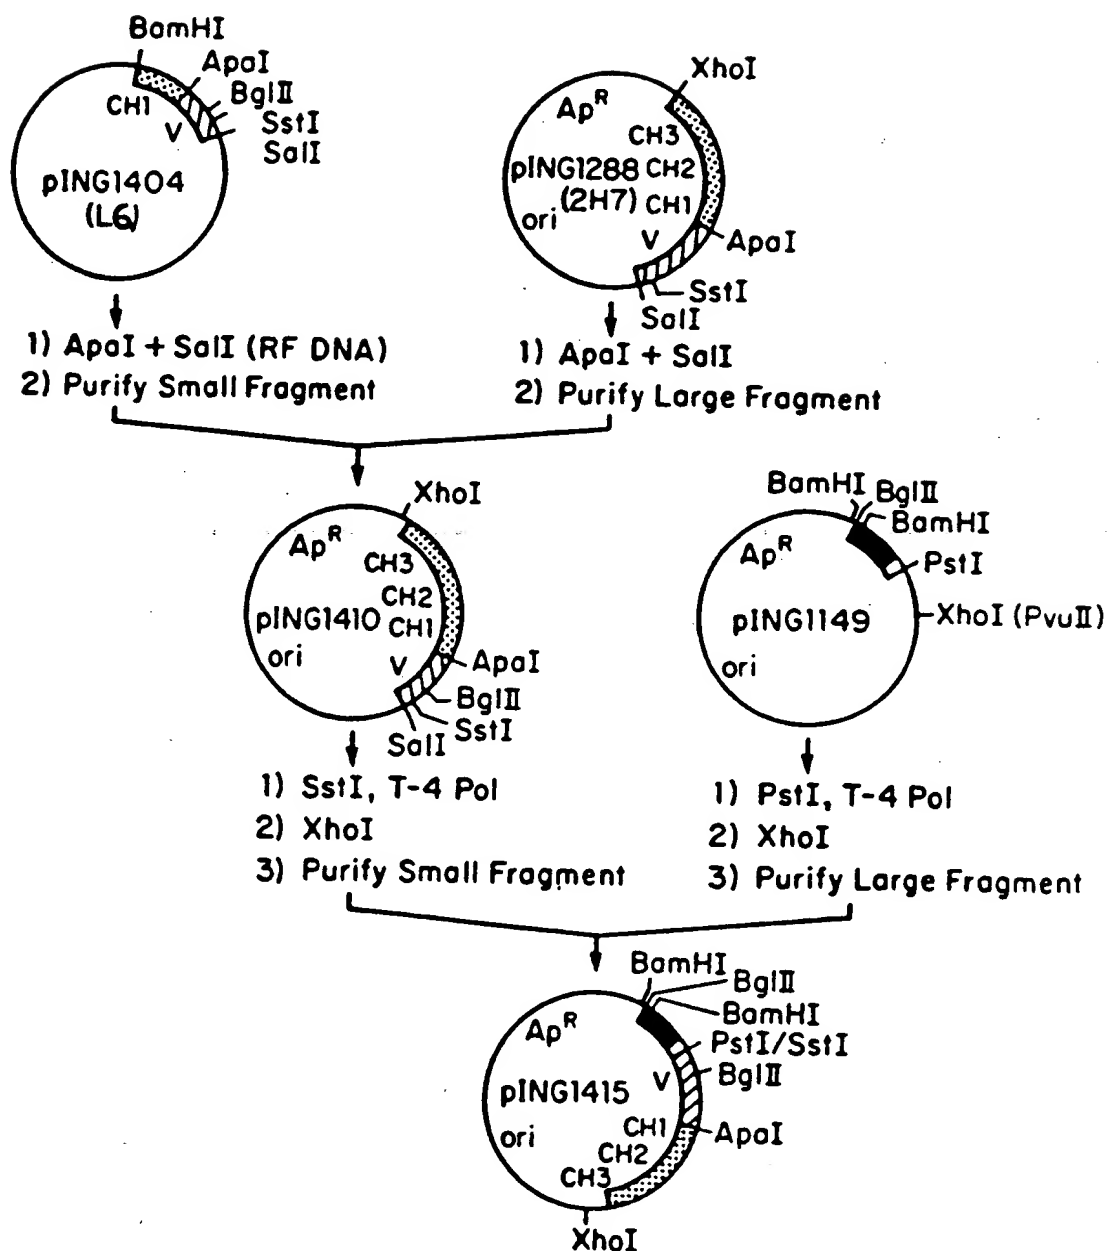 BamHI
ApaI
BglII
SstI
SalI
CH1
V
pING1404
(L6)
XhoI
Ap^R
CH3
pING1288 CH2
(2H7) CH1
ori
V
ApaI
SstI
SalI
1) ApaI + SalI (RF DNA)
2) Purify Small Fragment
1) ApaI + SalI
2) Purify Large Fragment
XhoI
Ap^R
CH3
CH2
pING1410
CH1
ori
V
ApaI
BglII
SstI
SalI
BamHI
BglII
BamHI
Ap^R
PstI
pING1149
XhoI (PvuII)
ori
1) SstI, T-4 Pol
2) XhoI
3) Purify Small Fragment
1) PstI, T-4 Pol
2) XhoI
3) Purify Large Fragment
BamHI
BglII
BamHI
Ap^R
PstI/SstI
V
BglII
pING1415
CH1
ApaI
ori
CH2
CH3
XhoI